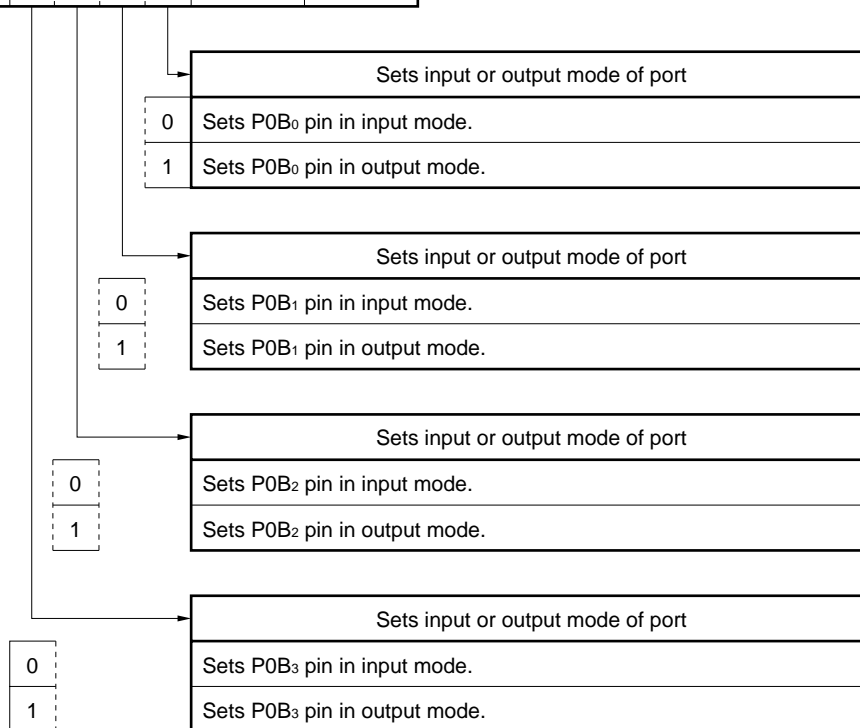 Sets input or output mode of port
0 Sets P0B₀ pin in input mode.
1 Sets P0B₀ pin in output mode.
Sets input or output mode of port
0 Sets P0B₁ pin in input mode.
1 Sets P0B₁ pin in output mode.
Sets input or output mode of port
0 Sets P0B₂ pin in input mode.
1 Sets P0B₂ pin in output mode.
Sets input or output mode of port
0 Sets P0B₃ pin in input mode.
1 Sets P0B₃ pin in output mode.